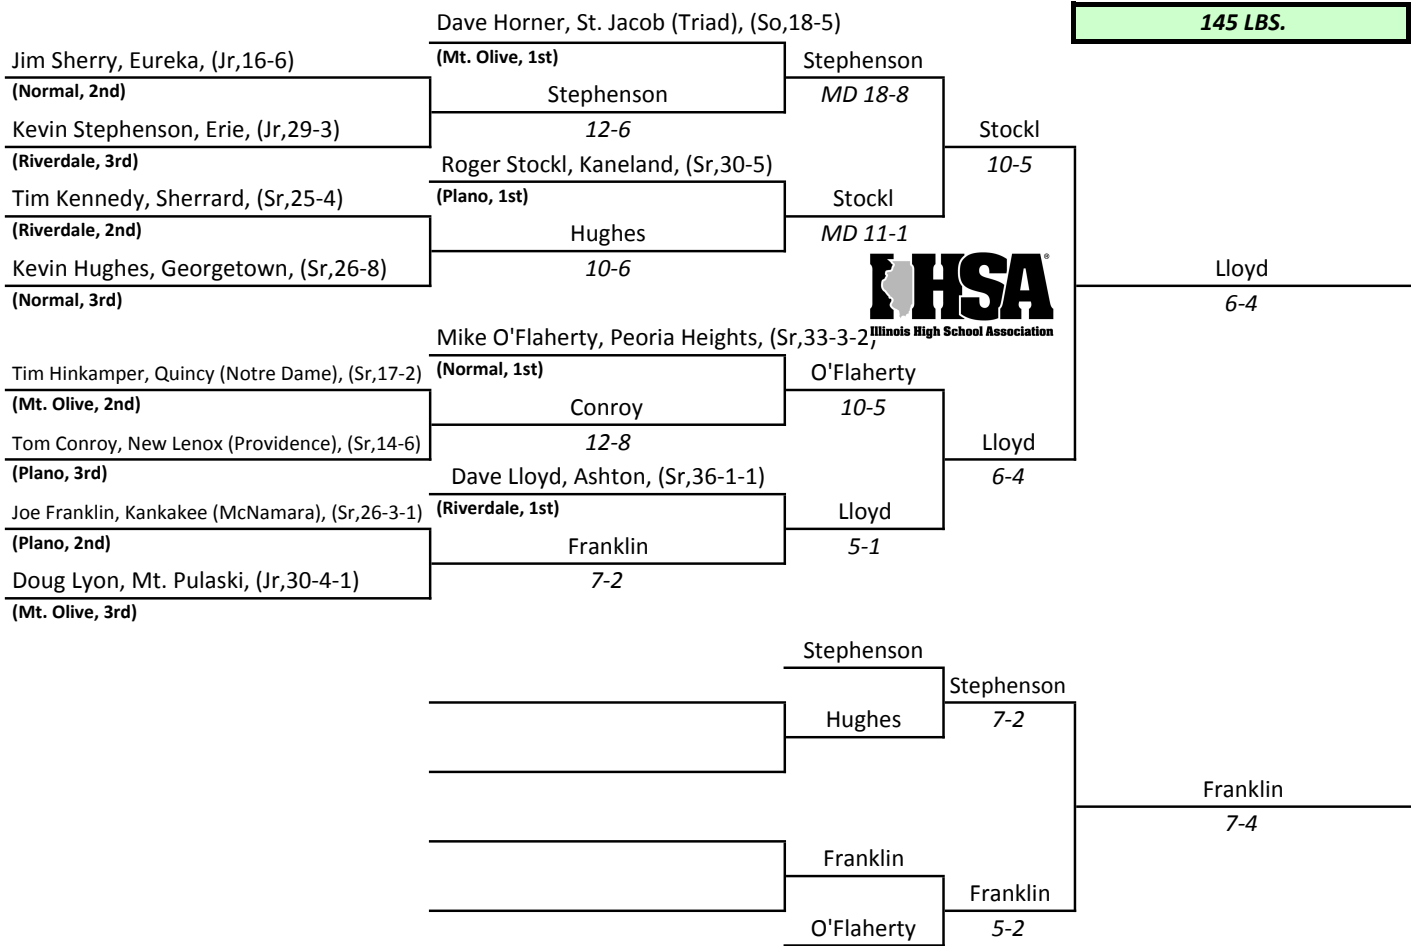 Dave Horner, St. Jacob (Triad), (So,18-5)
145 LBS.
Jim Sherry, Eureka, (Jr,16-6)
(Mt. Olive, 1st)
Stephenson
(Normal, 2nd)
Stephenson
MD 18-8
Kevin Stephenson, Erie, (Jr,29-3)
12-6
Stockl
(Riverdale, 3rd)
Roger Stockl, Kaneland, (Sr,30-5)
10-5
Tim Kennedy, Sherrard, (Sr,25-4)
(Plano, 1st)
Stockl
(Riverdale, 2nd)
Hughes
MD 11-1
Kevin Hughes, Georgetown, (Sr,26-8)
10-6
IHSA
Lloyd
(Normal, 3rd)
6-4
Illinois High School Association
Mike O'Flaherty, Peoria Heights, (Sr,33-3-2)
Tim Hinkamper, Quincy (Notre Dame), (Sr,17-2)
(Normal, 1st)
O'Flaherty
(Mt. Olive, 2nd)
Conroy
10-5
Tom Conroy, New Lenox (Providence), (Sr,14-6)
12-8
Lloyd
(Plano, 3rd)
Dave Lloyd, Ashton, (Sr,36-1-1)
6-4
Joe Franklin, Kankakee (McNamara), (Sr,26-3-1)
(Riverdale, 1st)
Lloyd
(Plano, 2nd)
Franklin
5-1
Doug Lyon, Mt. Pulaski, (Jr,30-4-1)
7-2
(Mt. Olive, 3rd)
Stephenson
Stephenson
Hughes
7-2
Franklin
7-4
Franklin
Franklin
O'Flaherty
5-2